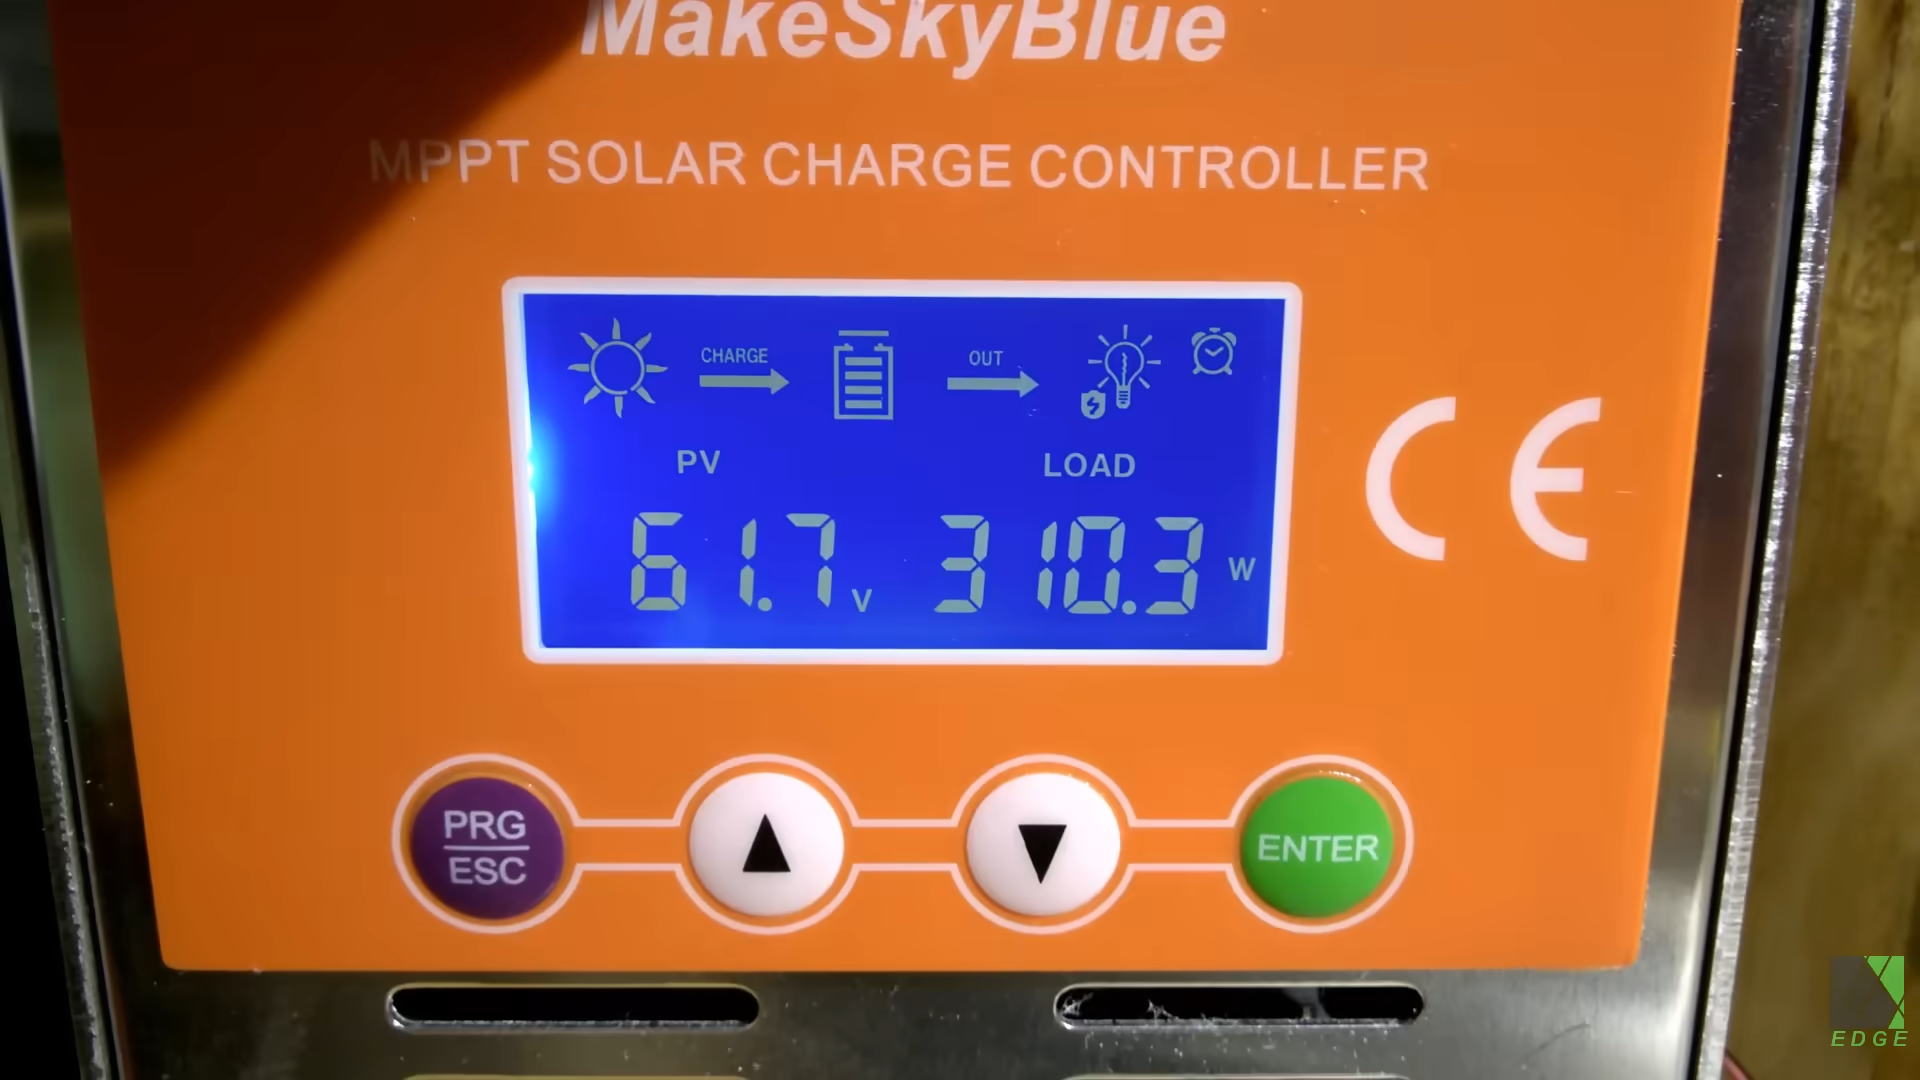 MakeSkyBlue
MPPT SOLAR CHARGE CONTROLLER
CHARGE
OUT
PV
LOAD
61.7 V
310.3 W
CE
PRG
ESC
▲
▼
ENTER
EDGE